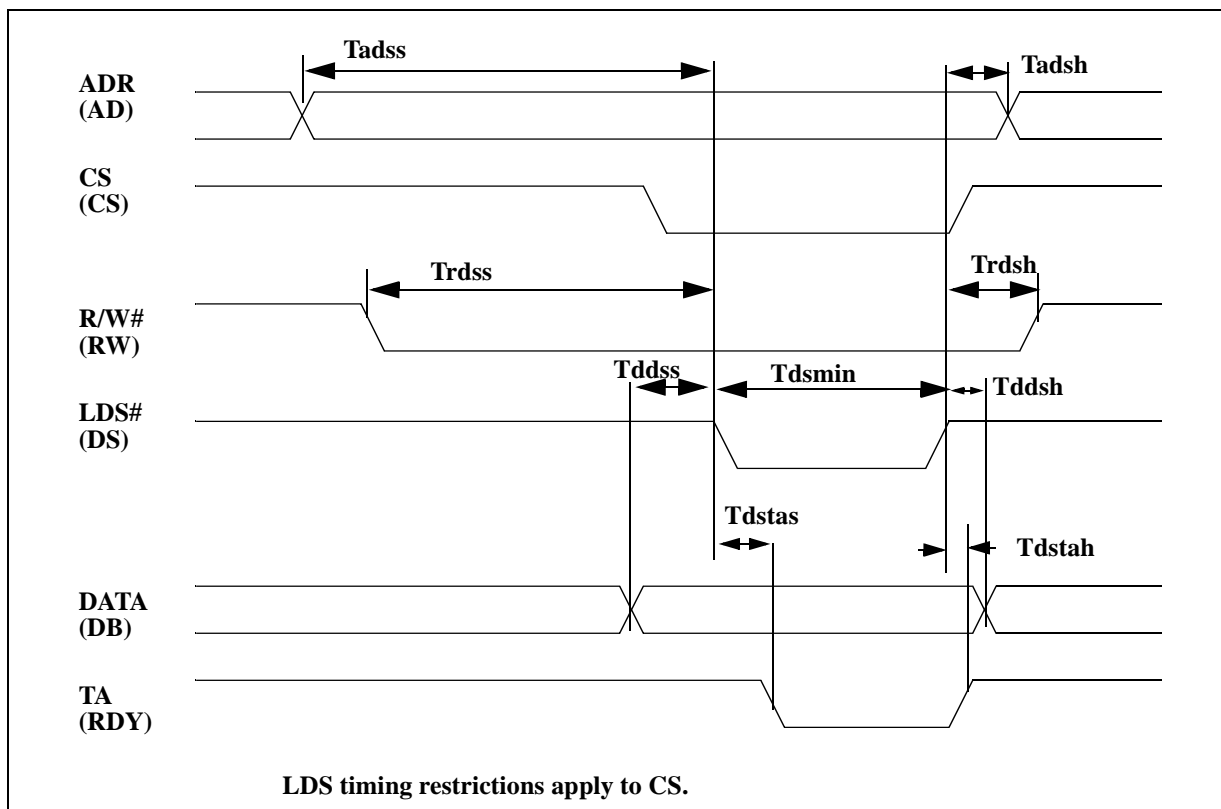 Tadss
Tadsh
ADR
(AD)
CS
(CS)
Trdss
Trdsh
R/W#
(RW)
Tddss
Tdsmin
Tddsh
LDS#
(DS)
Tdstas
Tdstah
DATA
(DB)
TA
(RDY)
LDS timing restrictions apply to CS.